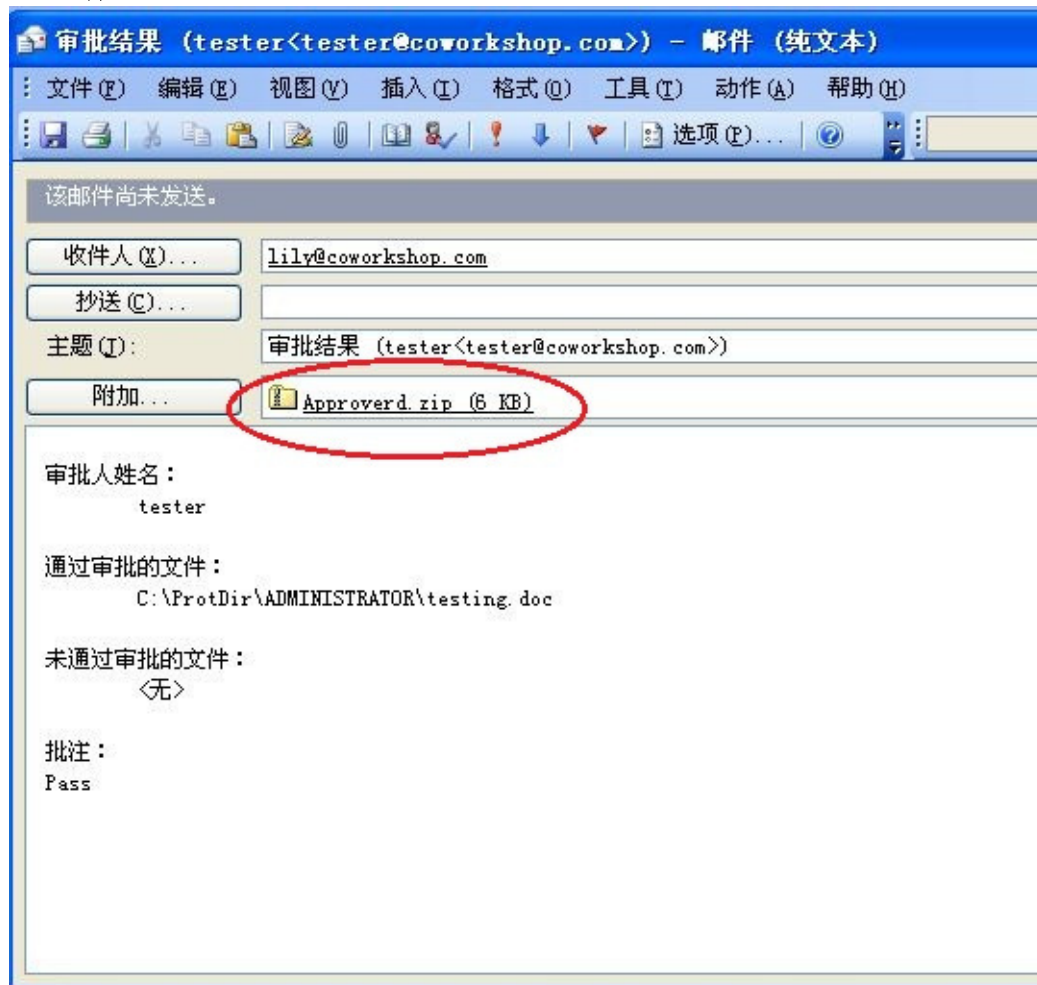 审批结果 (tester<tester@coworkshop.com>) - 邮件 (纯文本)
文件(F) 编辑(E) 视图(V) 插入(I) 格式(O) 工具(T) 动作(A) 帮助(H)
选项(P)...
该邮件尚未发送。
收件人(X)... lily@coworkshop.com
抄送(C)...
主题(J): 审批结果 (tester<tester@coworkshop.com>)
附加... Approverd.zip (6 KB)
审批人姓名：
tester
通过审批的文件：
C:\ProtDir\ADMINISTRATOR\testing.doc
未通过审批的文件：
<无>
批注：
Pass